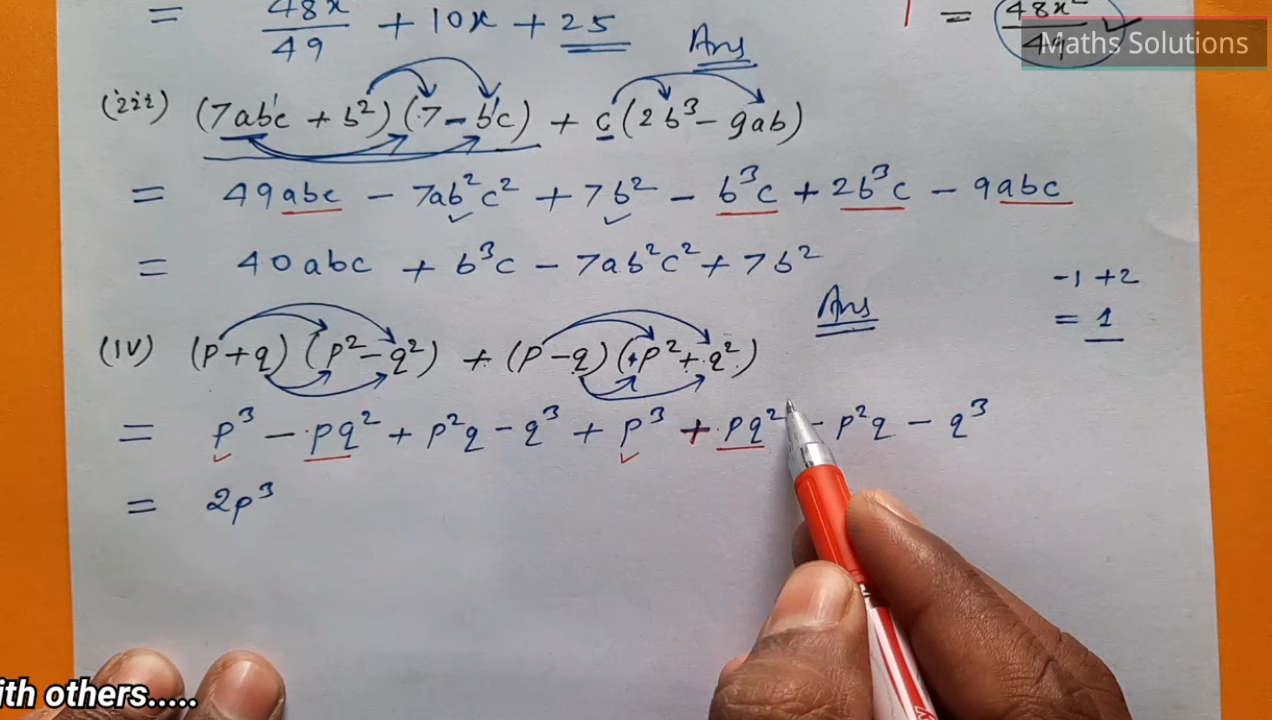 = 48x/49 + 10x + 25 Ans
= 48x²/49
Maths Solutions
(iii) (7abc + b²) (7 - bc) + c (2b³ - 9ab)
= 49abc - 7ab²c² + 7b² - b³c + 2b³c - 9abc
= 40abc + b³c - 7ab²c² + 7b²
Ans
-1 +2
= 1
(IV) (p+q) (p² - q²) + (p - q) (+p² + q²)
= p³ - pq² + p²q - q³ + p³ + pq² - p²q - q³
= 2p³
ith others.....